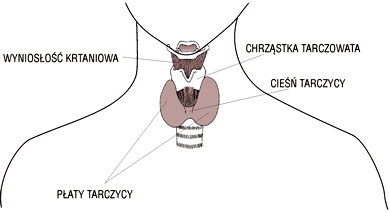 CHRZĄSTKA TARCZOWATA
WYNIOSŁOŚĆ KRTANIOWA
CIEŚŃ TARCZYCY
PŁATY TARCZYCY